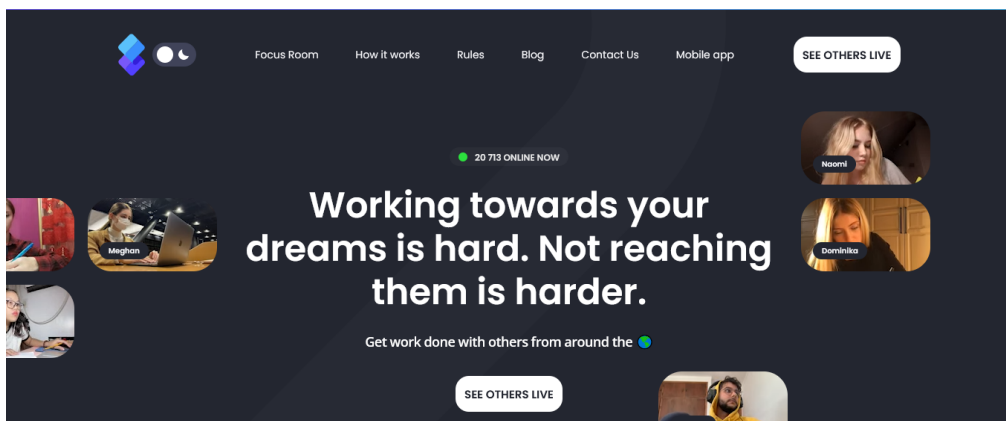 Focus Room
How it works
Rules
Blog
Contact Us
Mobile app
SEE OTHERS LIVE
20 713 ONLINE NOW
Naomi
Working towards your
dreams is hard. Not reaching
them is harder.
Meghan
Dominika
Get work done with others from around the 🌎
SEE OTHERS LIVE